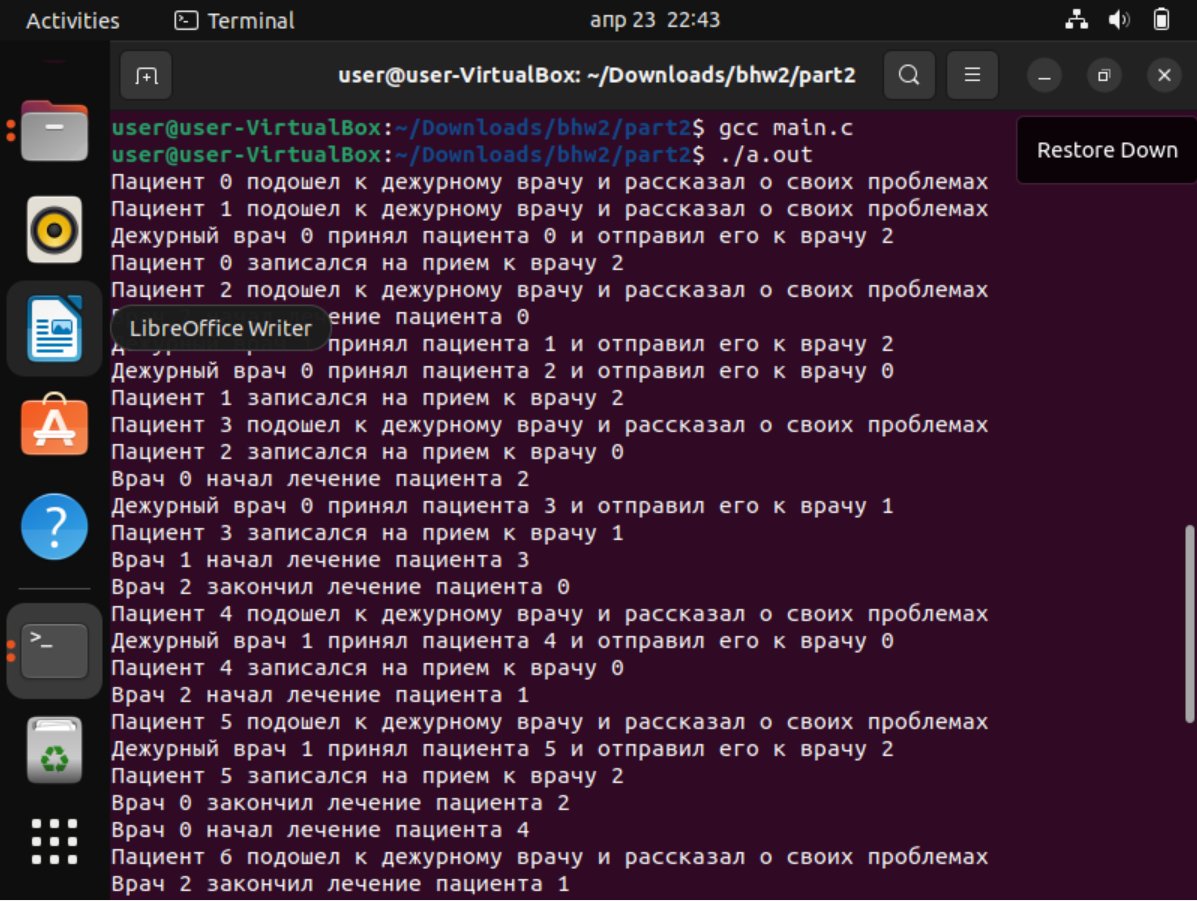 Activities Terminal апр 23 22:43
user@user-VirtualBox: ~/Downloads/bhw2/part2
user@user-VirtualBox:~/Downloads/bhw2/part2$ gcc main.c
user@user-VirtualBox:~/Downloads/bhw2/part2$ ./a.out
Restore Down
Пациент 0 подошел к дежурному врачу и рассказал о своих проблемах
Пациент 1 подошел к дежурному врачу и рассказал о своих проблемах
Дежурный врач 0 принял пациента 0 и отправил его к врачу 2
Пациент 0 записался на прием к врачу 2
Пациент 2 подошел к дежурному врачу и рассказал о своих проблемах
ение пациента 0
LibreOffice Writer
принял пациента 1 и отправил его к врачу 2
Дежурный врач 0 принял пациента 2 и отправил его к врачу 0
Пациент 1 записался на прием к врачу 2
Пациент 3 подошел к дежурному врачу и рассказал о своих проблемах
Пациент 2 записался на прием к врачу 0
Врач 0 начал лечение пациента 2
Дежурный врач 0 принял пациента 3 и отправил его к врачу 1
Пациент 3 записался на прием к врачу 1
Врач 1 начал лечение пациента 3
Врач 2 закончил лечение пациента 0
Пациент 4 подошел к дежурному врачу и рассказал о своих проблемах
Дежурный врач 1 принял пациента 4 и отправил его к врачу 0
Пациент 4 записался на прием к врачу 0
Врач 2 начал лечение пациента 1
Пациент 5 подошел к дежурному врачу и рассказал о своих проблемах
Дежурный врач 1 принял пациента 5 и отправил его к врачу 2
Пациент 5 записался на прием к врачу 2
Врач 0 закончил лечение пациента 2
Врач 0 начал лечение пациента 4
Пациент 6 подошел к дежурному врачу и рассказал о своих проблемах
Врач 2 закончил лечение пациента 1